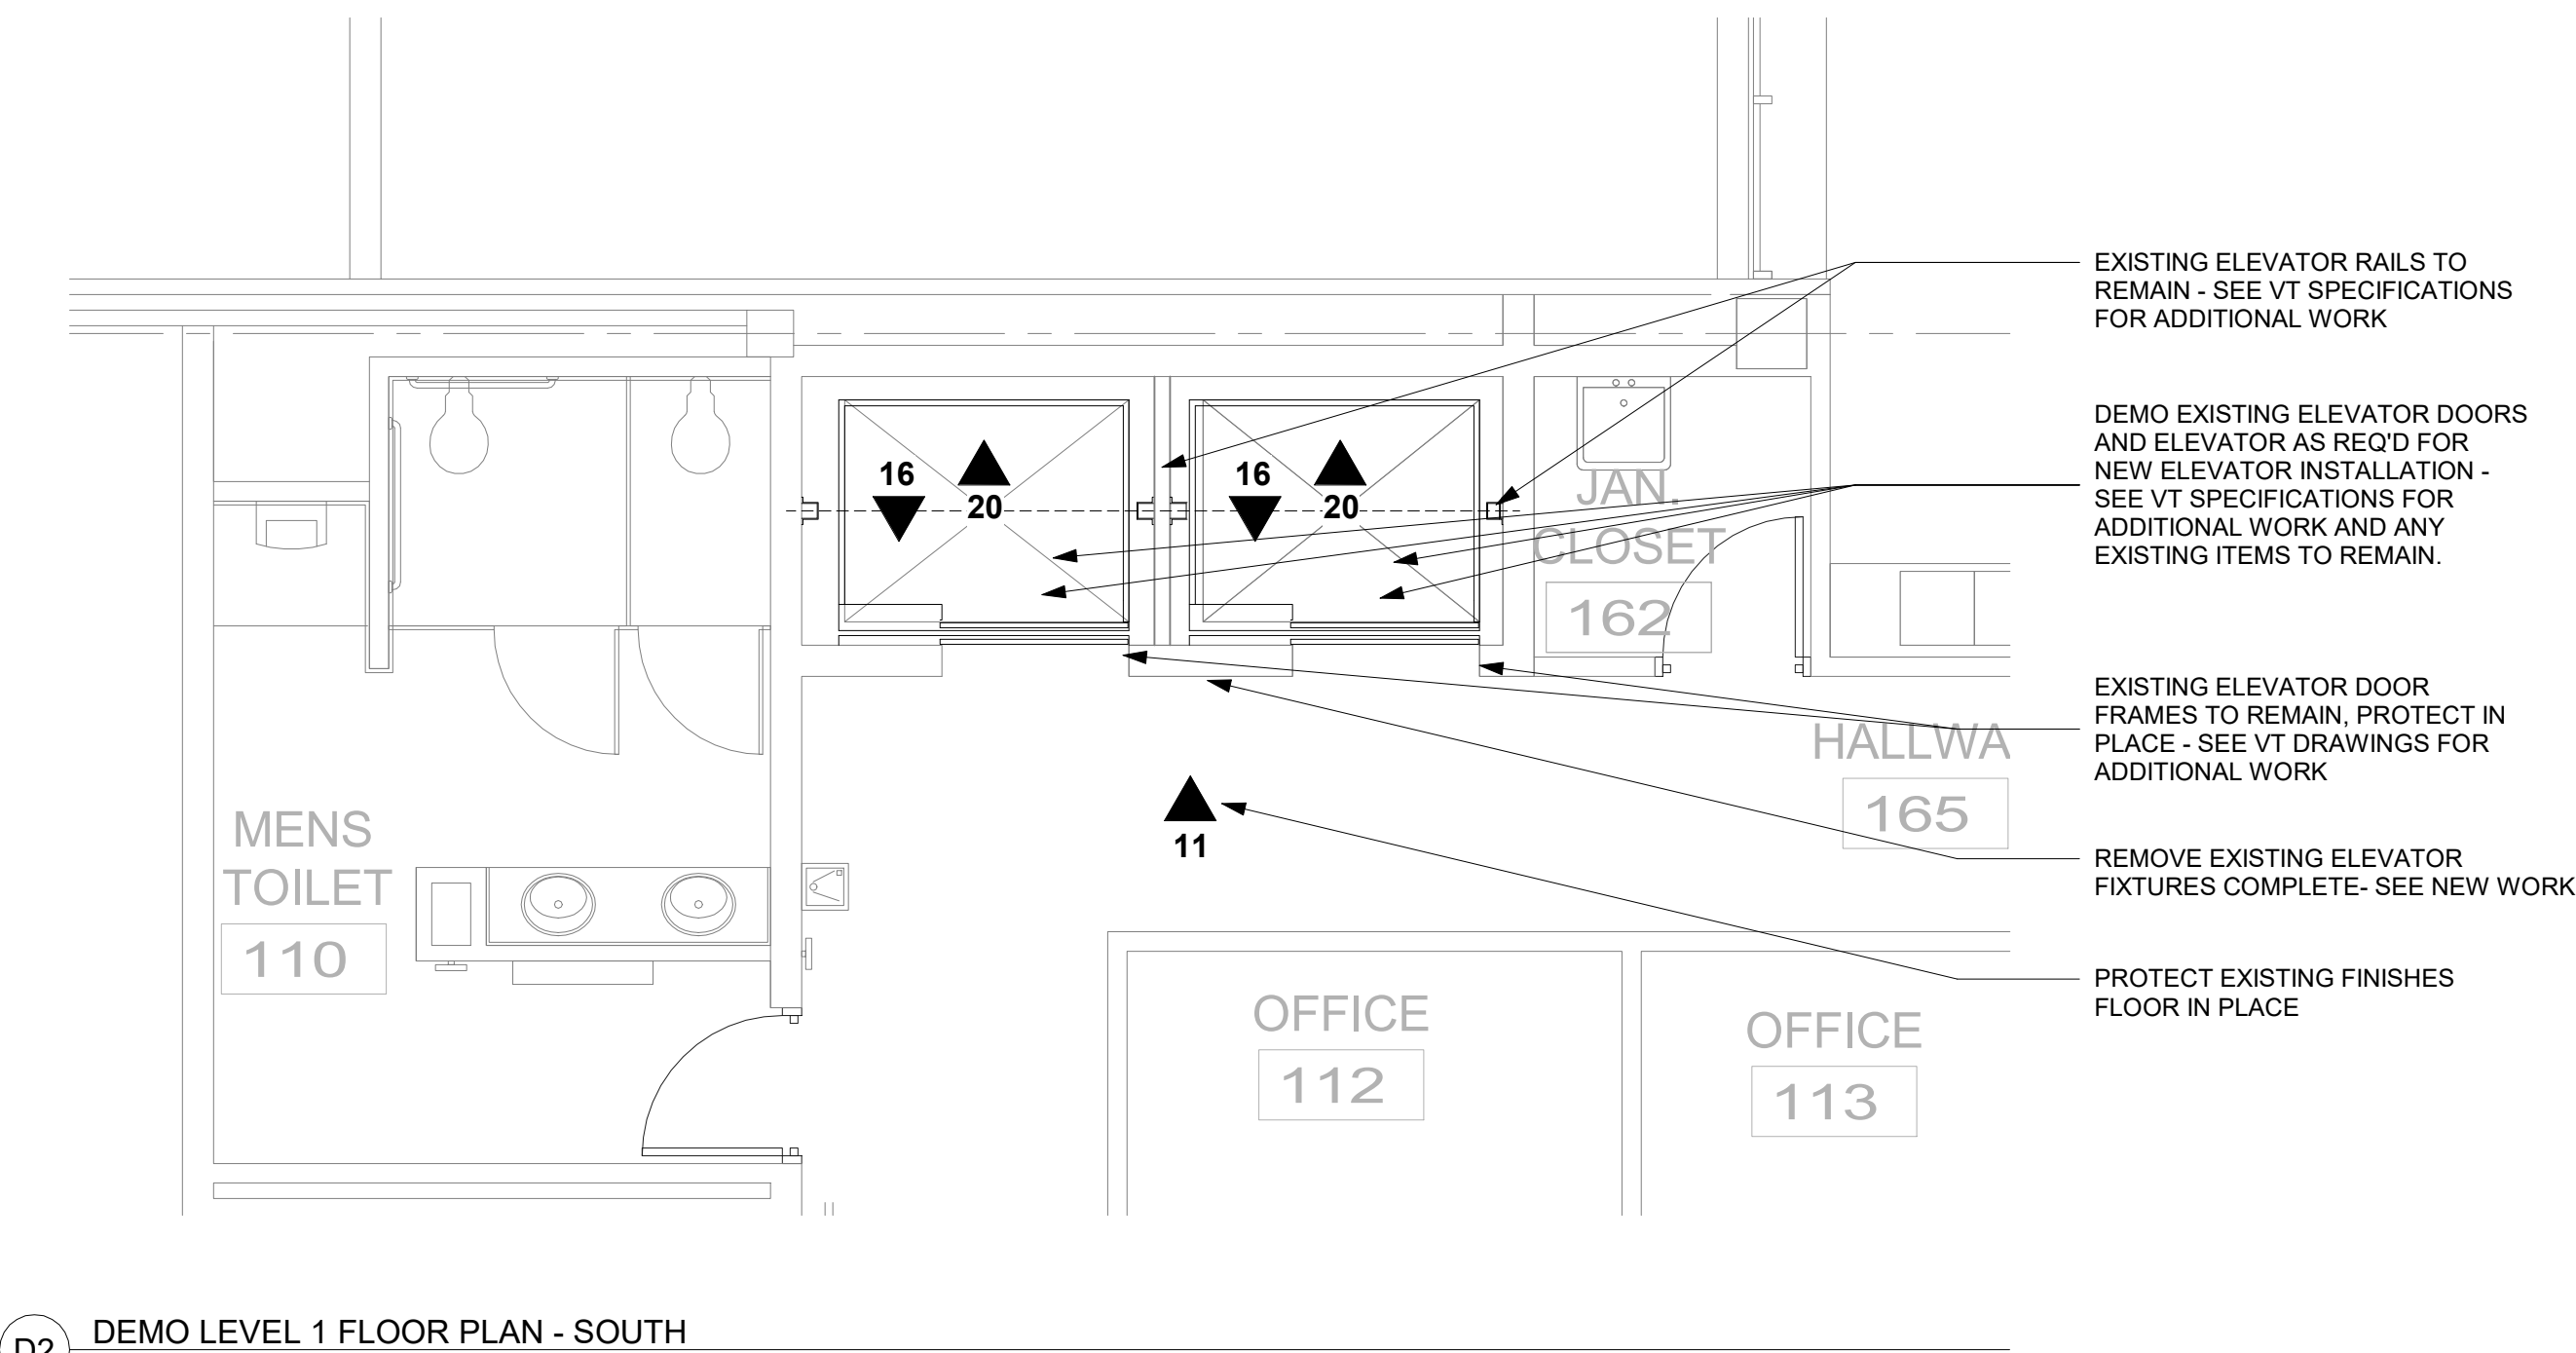 EXISTING ELEVATOR RAILS TO
REMAIN - SEE VT SPECIFICATIONS
FOR ADDITIONAL WORK
DEMO EXISTING ELEVATOR DOORS
AND ELEVATOR AS REQ'D FOR
NEW ELEVATOR INSTALLATION -
SEE VT SPECIFICATIONS FOR
ADDITIONAL WORK AND ANY
EXISTING ITEMS TO REMAIN.
16
20
16
20
JAN.
CLOSET
162
EXISTING ELEVATOR DOOR
FRAMES TO REMAIN, PROTECT IN
PLACE - SEE VT DRAWINGS FOR
ADDITIONAL WORK
HALLWA
165
MENS
TOILET
110
11
REMOVE EXISTING ELEVATOR
FIXTURES COMPLETE- SEE NEW WORK
PROTECT EXISTING FINISHES
FLOOR IN PLACE
OFFICE
112
OFFICE
113
D2
DEMO LEVEL 1 FLOOR PLAN - SOUTH